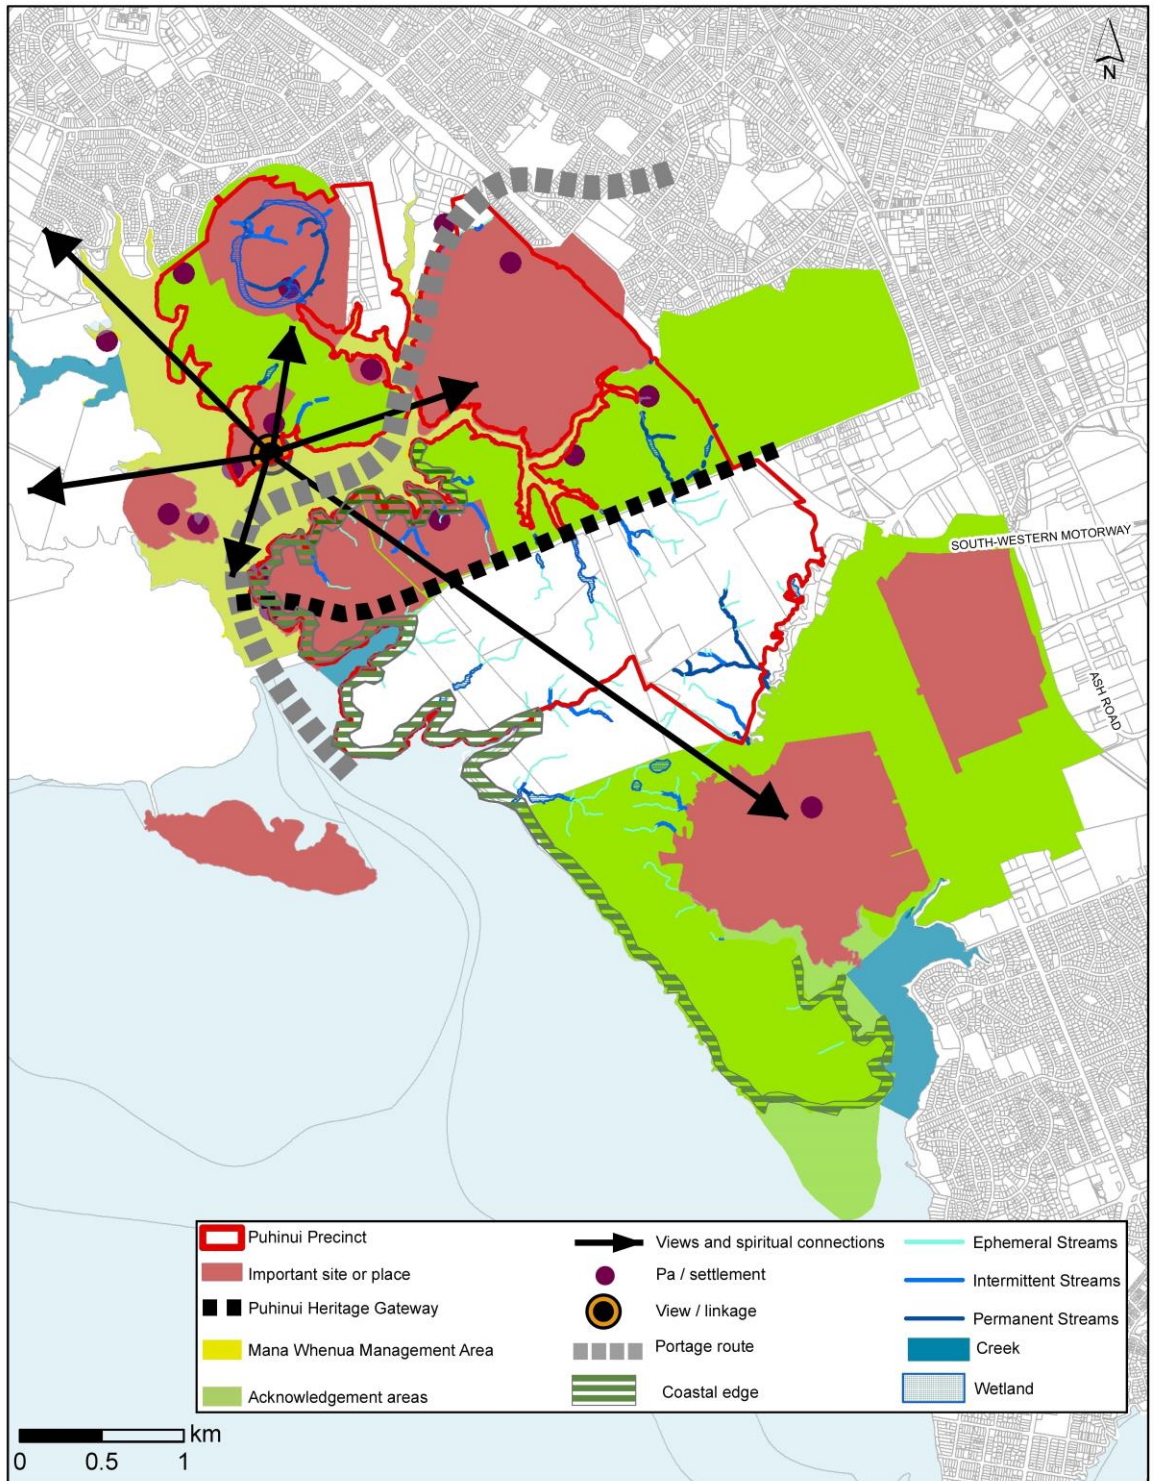 N
SOUTH-WESTERN MOTORWAY
ASH ROAD
Puhinui Precinct
Important site or place
Puhinui Heritage Gateway
Mana Whenua Management Area
Acknowledgement areas
Views and spiritual connections
Pa / settlement
View / linkage
Portage route
Coastal edge
Ephemeral Streams
Intermittent Streams
Permanent Streams
Creek
Wetland
km
0 0.5 1